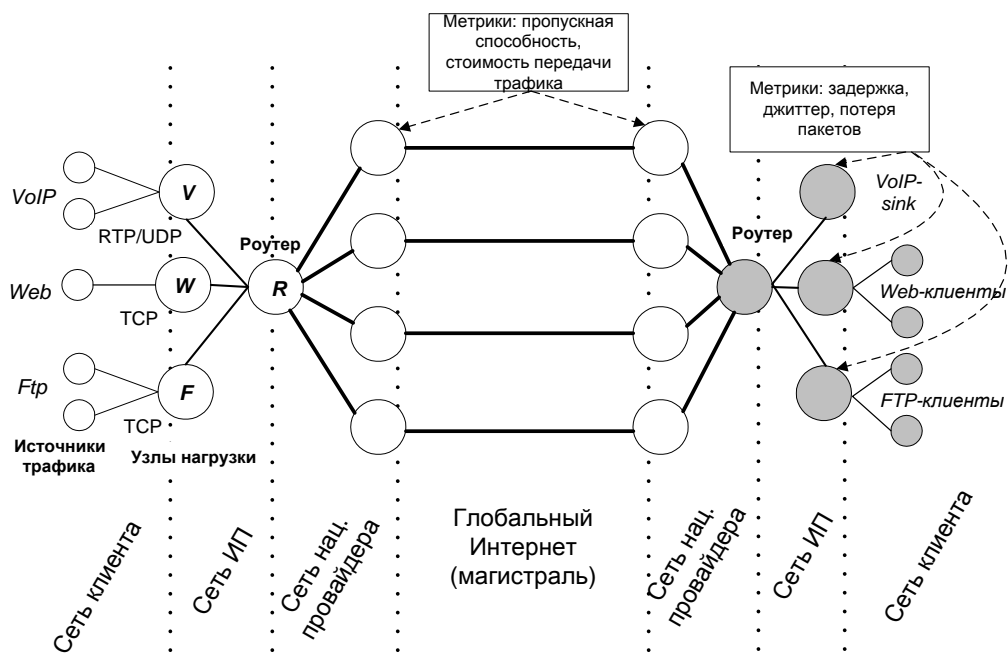 Метрики: пропускная
способность,
стоимость передачи
трафика
Метрики: задержка,
джиттер, потеря
пакетов
VoIP
V
RTP/UDP
Web
W
TCP
Ftp
F
TCP
Источники
трафика
Узлы нагрузки
Роутер
R
Роутер
VoIP-
sink
Web-клиенты
FTP-клиенты
Сеть клиента
Сеть ИП
Сеть нац.
провайдера
Глобальный
Интернет
(магистраль)
Сеть нац.
провайдера
Сеть ИП
Сеть клиента